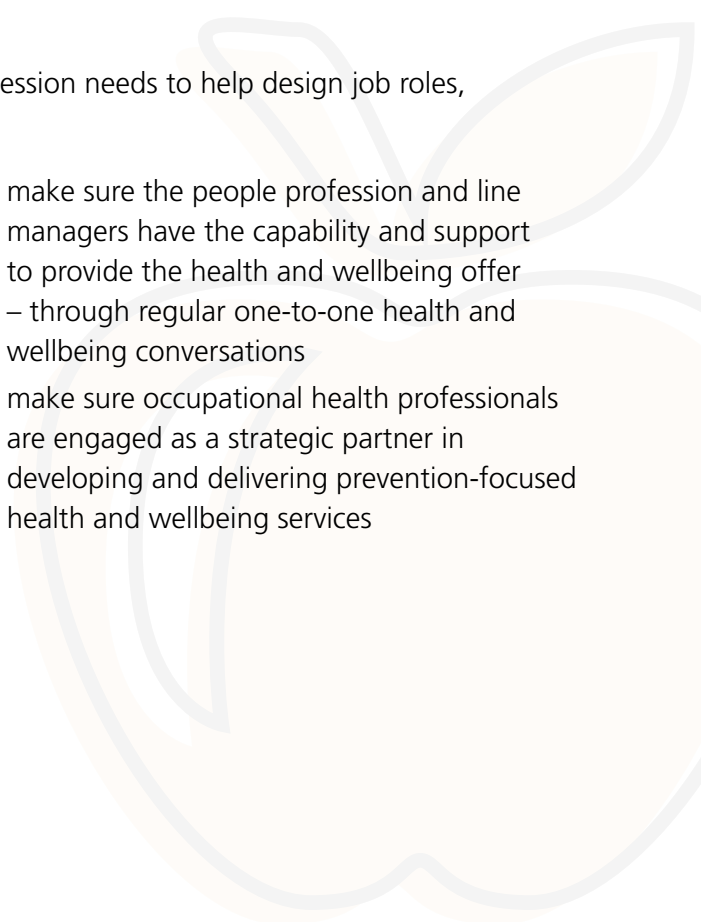 ession needs to help design job roles,
make sure the people profession and line
managers have the capability and support
to provide the health and wellbeing offer
– through regular one-to-one health and
wellbeing conversations
make sure occupational health professionals
are engaged as a strategic partner in
developing and delivering prevention-focused
health and wellbeing services